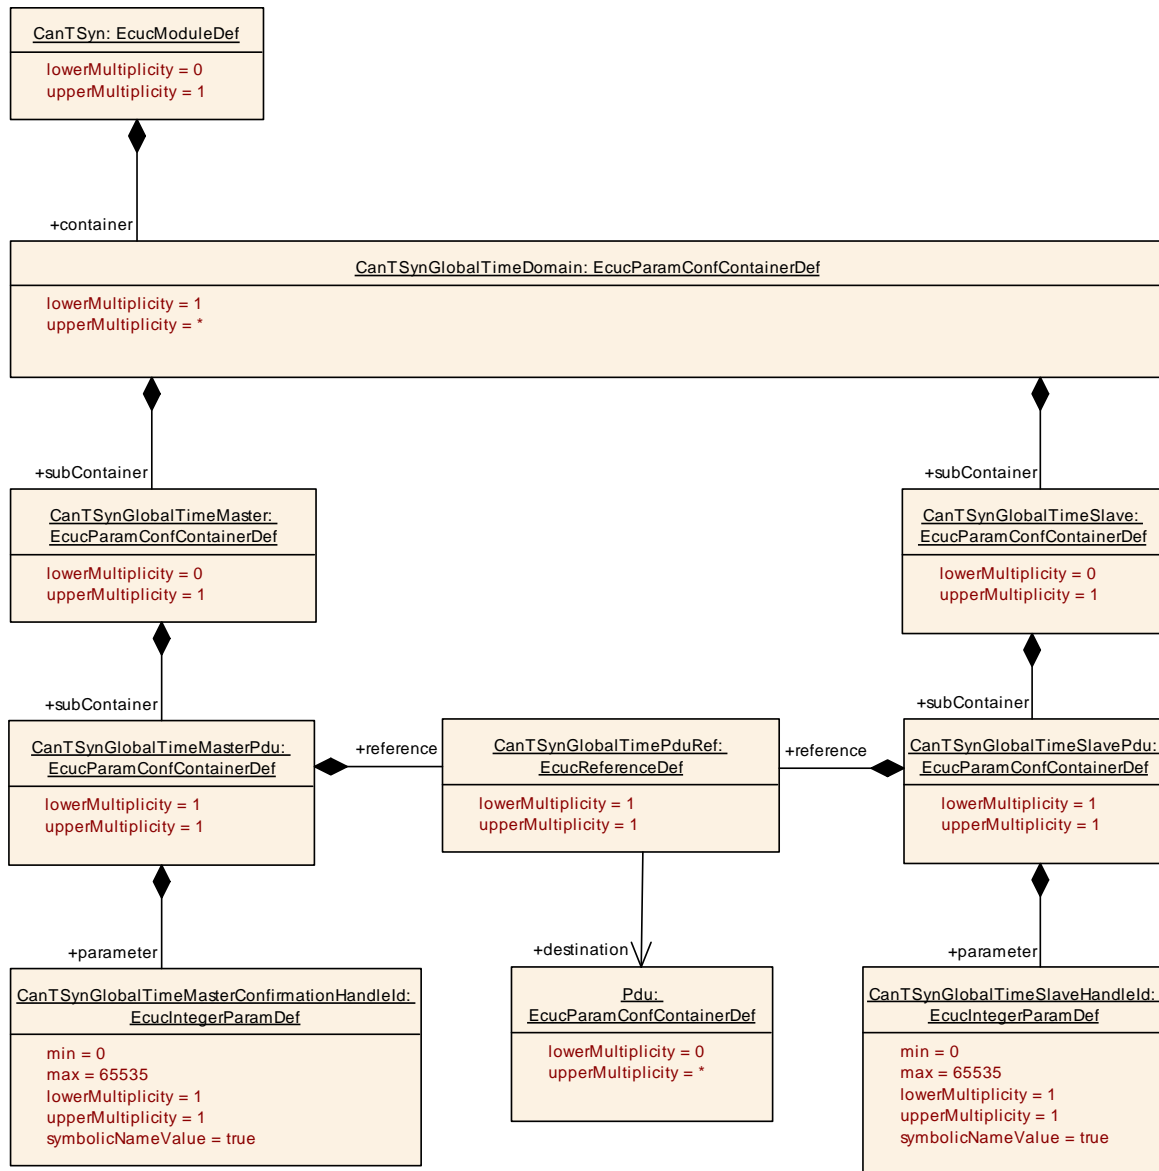 CanTSyn: EcucModuleDef
lowerMultiplicity = 0
upperMultiplicity = 1
+container
CanTSynGlobalTimeDomain: EcucParamConfContainerDef
lowerMultiplicity = 1
upperMultiplicity = *
+subContainer
+subContainer
CanTSynGlobalTimeMaster:
EcucParamConfContainerDef
lowerMultiplicity = 0
upperMultiplicity = 1
CanTSynGlobalTimeSlave:
EcucParamConfContainerDef
lowerMultiplicity = 0
upperMultiplicity = 1
+subContainer
+subContainer
CanTSynGlobalTimeMasterPdu:
EcucParamConfContainerDef
lowerMultiplicity = 1
upperMultiplicity = 1
+reference
CanTSynGlobalTimePduRef:
EcucReferenceDef
lowerMultiplicity = 1
upperMultiplicity = 1
+reference
CanTSynGlobalTimeSlavePdu:
EcucParamConfContainerDef
lowerMultiplicity = 1
upperMultiplicity = 1
+parameter
+destination
+parameter
CanTSynGlobalTimeMasterConfirmationHandleId:
EcucIntegerParamDef
min = 0
max = 65535
lowerMultiplicity = 1
upperMultiplicity = 1
symbolicNameValue = true
Pdu:
EcucParamConfContainerDef
lowerMultiplicity = 0
upperMultiplicity = *
CanTSynGlobalTimeSlaveHandleId:
EcucIntegerParamDef
min = 0
max = 65535
lowerMultiplicity = 1
upperMultiplicity = 1
symbolicNameValue = true